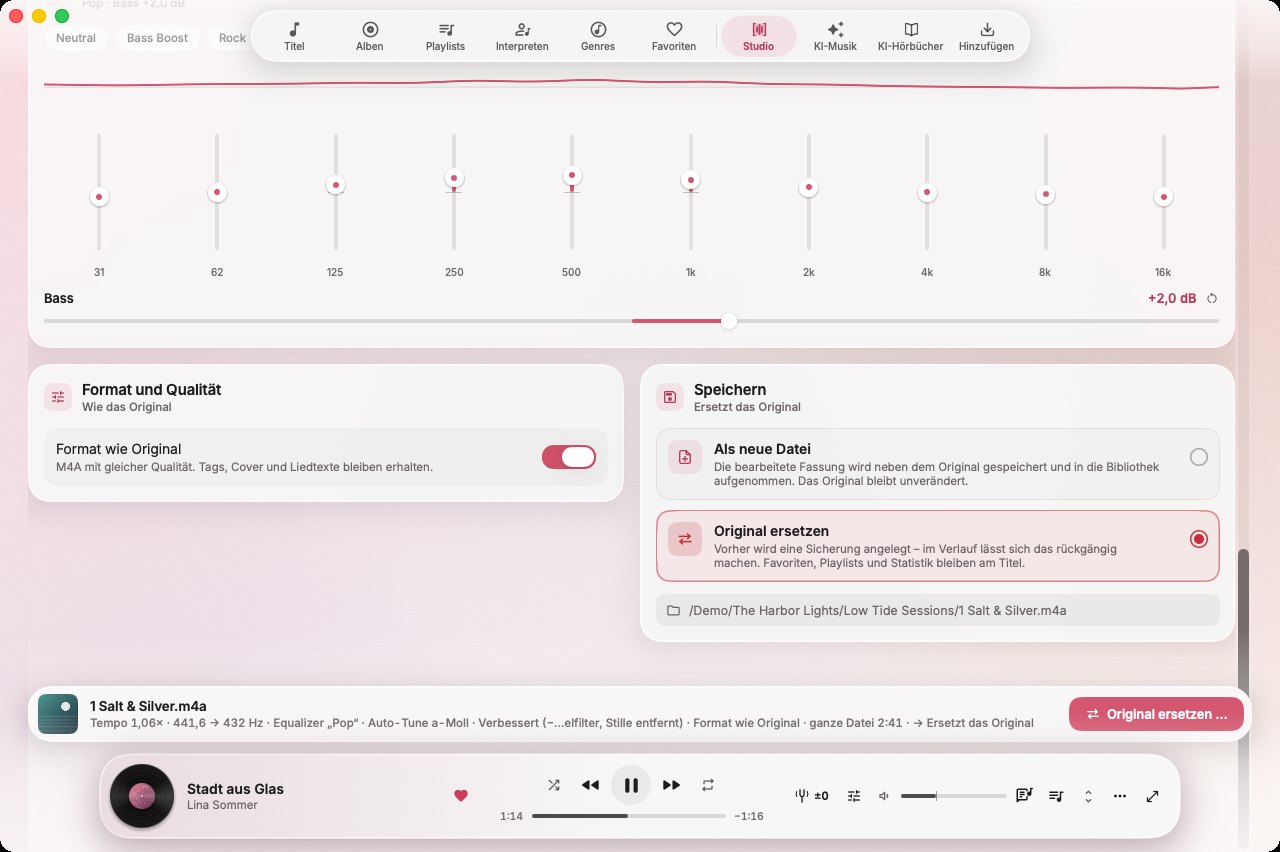 Pop · Bass +2,0 dB
Neutral
Bass Boost
Rock
Titel
Alben
Playlists
Interpreten
Genres
Favoriten
Studio
KI-Musik
KI-Hörbücher
Hinzufügen
31
62
125
250
500
1k
2k
4k
8k
16k
Bass
+2,0 dB
Format und Qualität
Wie das Original
Format wie Original
M4A mit gleicher Qualität. Tags, Cover und Liedtexte bleiben erhalten.
Speichern
Ersetzt das Original
Als neue Datei
Die bearbeitete Fassung wird neben dem Original gespeichert und in die Bibliothek
aufgenommen. Das Original bleibt unverändert.
Original ersetzen
Vorher wird eine Sicherung angelegt – im Verlauf lässt sich das rückgängig
machen. Favoriten, Playlists und Statistik bleiben am Titel.
/Demo/The Harbor Lights/Low Tide Sessions/1 Salt & Silver.m4a
1 Salt & Silver.m4a
Tempo 1,06× · 441,6 → 432 Hz · Equalizer „Pop“ · Auto-Tune a-Moll · Verbessert (−...elfilter, Stille entfernt) · Format wie Original · ganze Datei 2:41 · → Ersetzt das Original
Original ersetzen ...
Stadt aus Glas
Lina Sommer
1:14
−1:16
±0